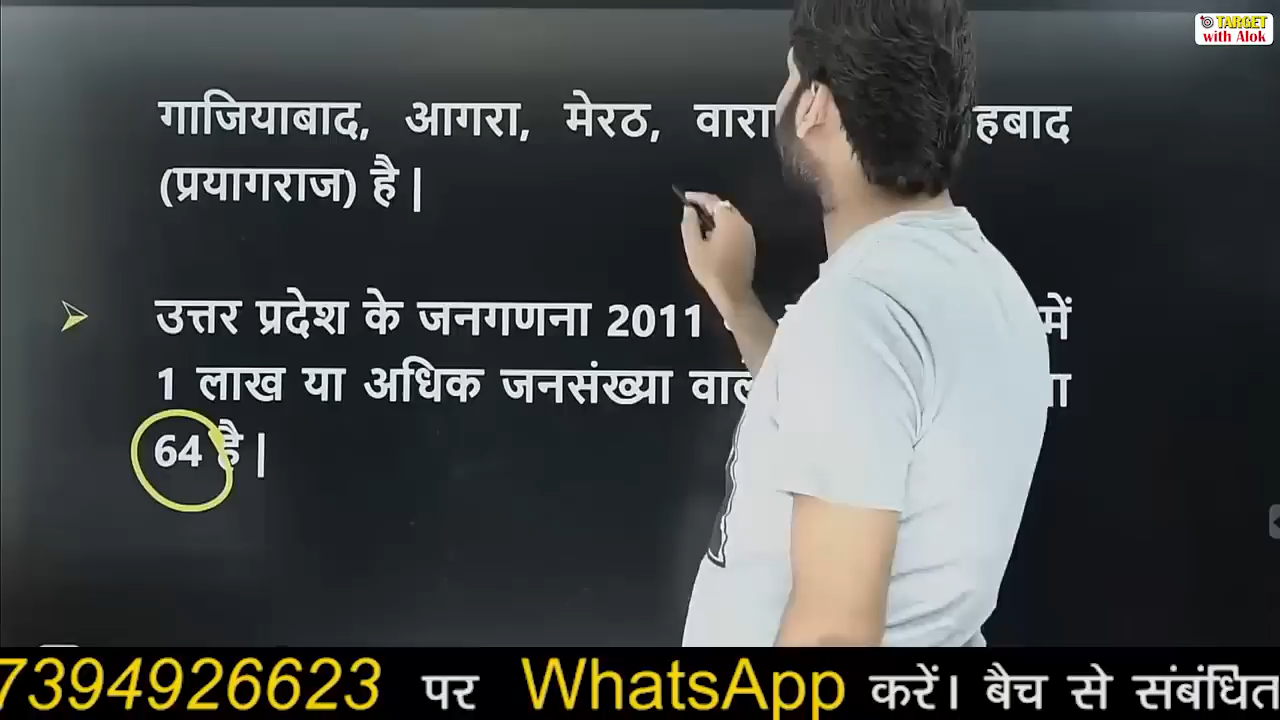 TARGET
with Alok
गाजियाबाद, आगरा, मेरठ,
(प्रयागराज) है |
उत्तर प्रदेश के जनगणना 2011 में
1 लाख या अधिक जनसंख्या
64 है |
7394926623 पर WhatsApp करें। बैच से संबंधित